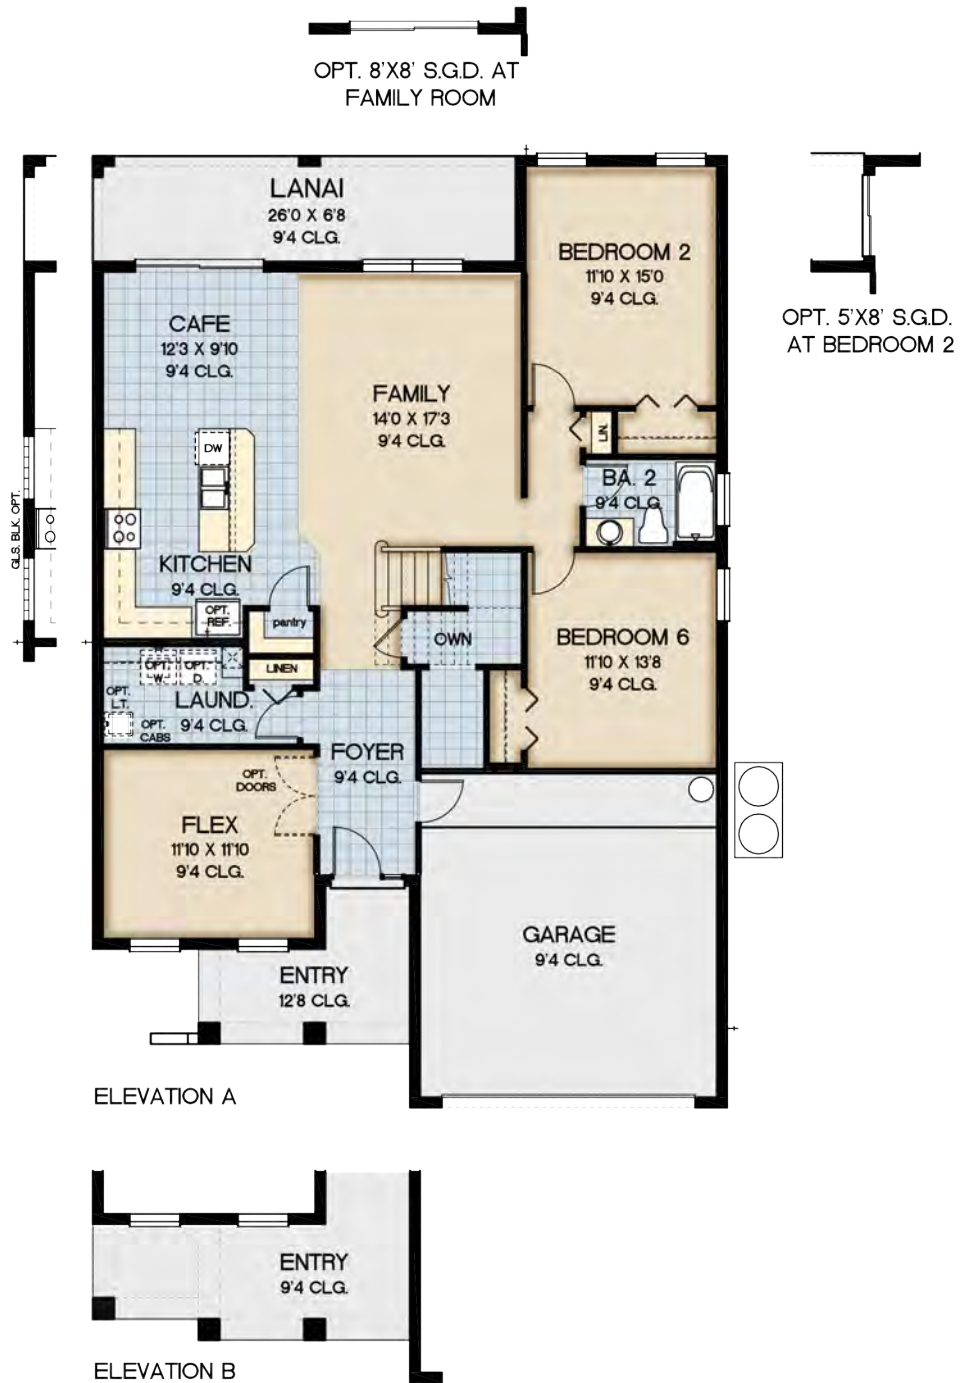 OPT. 8'X8' S.G.D. AT
FAMILY ROOM
LANAI
26'0 X 6'8
9'4 CLG.
BEDROOM 2
11'10 X 15'0
9'4 CLG.
OPT. 5'X8' S.G.D.
AT BEDROOM 2
CAFE
12'3 X 9'10
9'4 CLG.
FAMILY
14'0 X 17'3
9'4 CLG.
LIN.
DW
BA. 2
9'4 CLG
GLS. BLK. OPT.
KITCHEN
9'4 CLG.
OPT.
REF.
pantry
OWN
BEDROOM 6
11'10 X 13'8
9'4 CLG.
LINEN
OPT.
W
OPT.
D.
OPT.
L.T.
LAUND.
9'4 CLG.
OPT.
CABS
FOYER
9'4 CLG.
OPT.
DOORS
FLEX
11'10 X 11'10
9'4 CLG.
GARAGE
9'4 CLG.
ENTRY
12'8 CLG.
ELEVATION A
ENTRY
9'4 CLG.
ELEVATION B